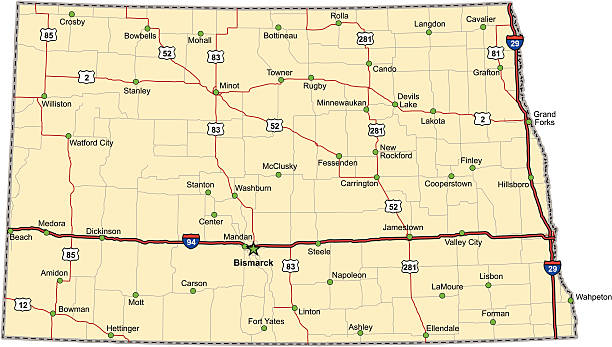 Crosby
85
Bowbells
52
Mohall
83
Bottineau
Rolla
281
Langdon
Cavalier
29
81
2
Stanley
Minot
Towner
Rugby
Cando
Grafton
Williston
Minnewaukan
Devils
Lake
Lakota
2
Grand
Forks
83
52
281
Watford City
McClusky
Fessenden
New
Rockford
Carrington
Finley
Cooperstown
Hillsboro
Stanton
Washburn
52
Center
Medora
Beach
Dickinson
94
Mandan
Bismarck
Steele
Jamestown
Valley City
85
83
281
29
Amidon
Carson
Napoleon
LaMoure
Lisbon
Wahpeton
12
Bowman
Mott
Linton
Forman
Hettinger
Fort Yates
Ashley
Ellendale